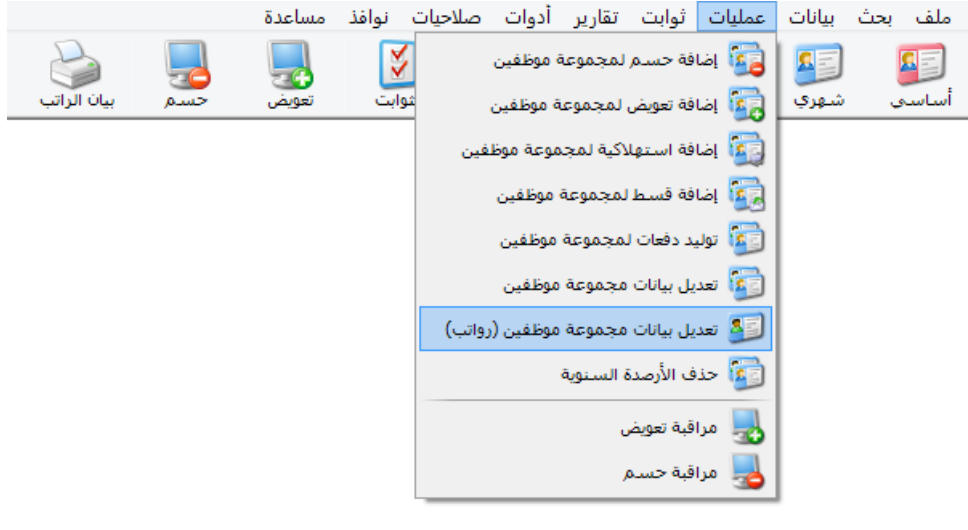 ملف بحث بيانات عمليات ثوابت تقارير أدوات صلاحيات نوافذ مساعدة
أساسي شهري ثوابت تعويض حسم بيان الراتب
إضافة حسم لمجموعة موظفين
إضافة تعويض لمجموعة موظفين
إضافة استهلاكية لمجموعة موظفين
إضافة قسط لمجموعة موظفين
توليد دفعات لمجموعة موظفين
تعديل بيانات مجموعة موظفين
تعديل بيانات مجموعة موظفين (رواتب)
حذف الأرصدة السنوية
مراقبة تعويض
مراقبة حسم